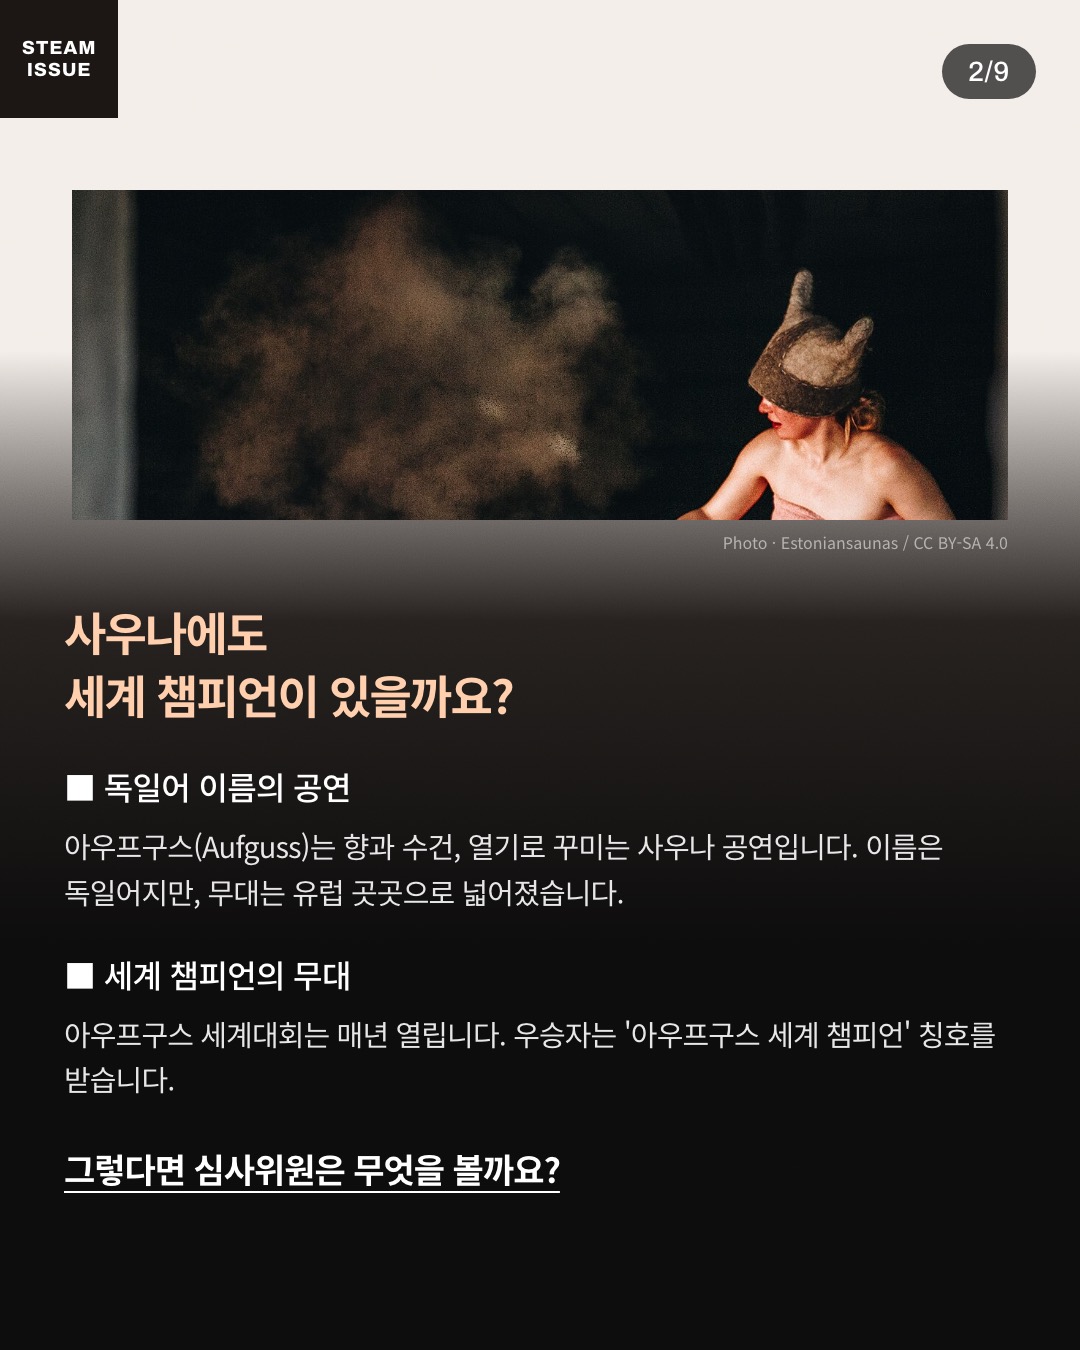 STEAM
ISSUE
2/9
Photo · Estoniansaunas / CC BY-SA 4.0
사우나에도
세계 챔피언이 있을까요?
■ 독일어 이름의 공연
아우프구스(Aufguss)는 향과 수건, 열기로 꾸미는 사우나 공연입니다. 이름은
독일어지만, 무대는 유럽 곳곳으로 넓어졌습니다.
■ 세계 챔피언의 무대
아우프구스 세계대회는 매년 열립니다. 우승자는 '아우프구스 세계 챔피언' 칭호를
받습니다.
그렇다면 심사위원은 무엇을 볼까요?